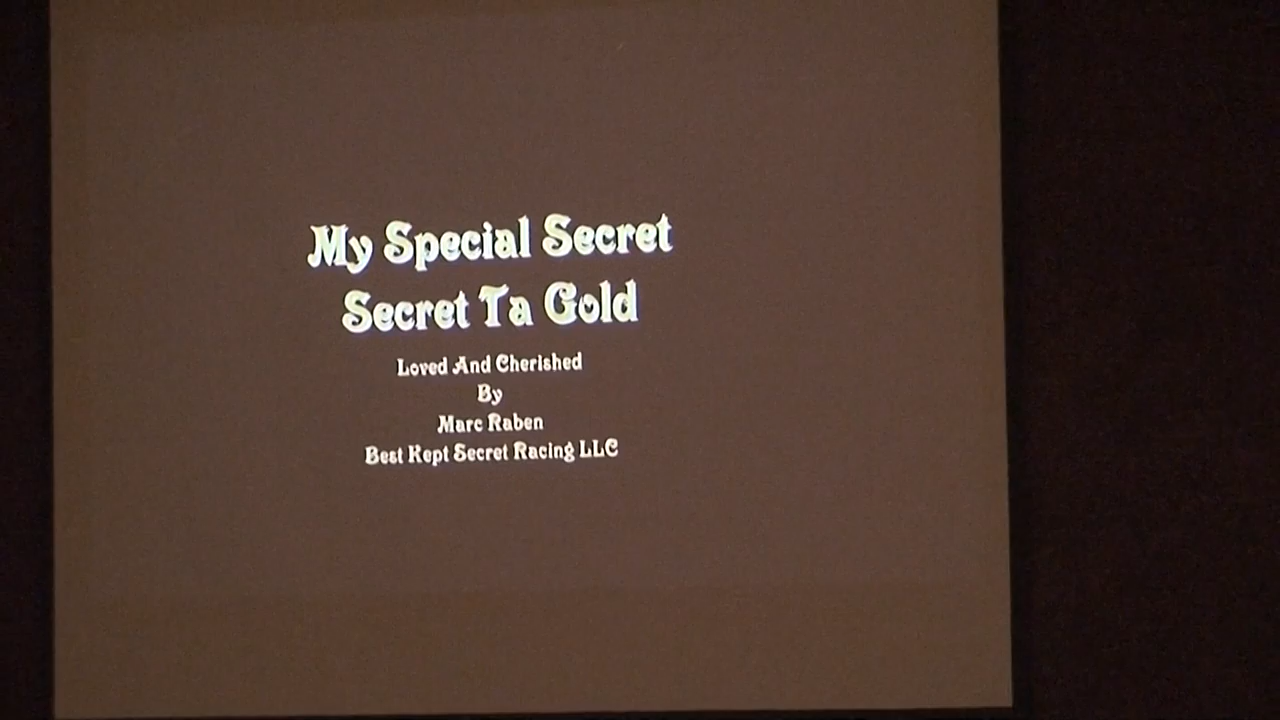 My Special Secret
Secret Ta Gold
Loved And Cherished
By
Marc Raben
Best Kept Secret Racing LLC